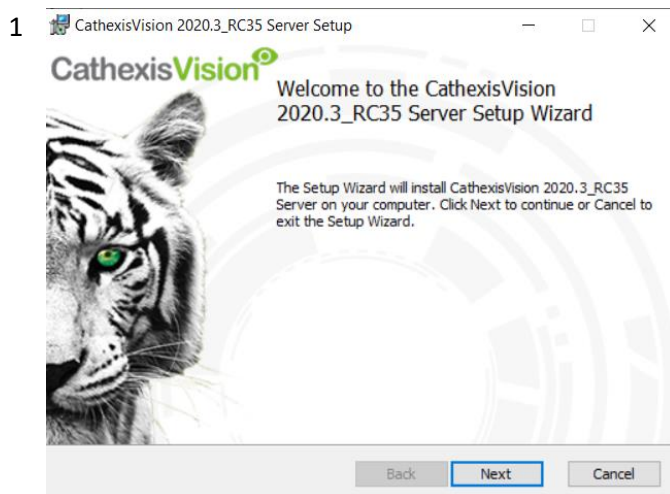 1
CathexisVision 2020.3_RC35 Server Setup
CathexisVision
Welcome to the CathexisVision
2020.3_RC35 Server Setup Wizard
The Setup Wizard will install CathexisVision 2020.3_RC35
Server on your computer. Click Next to continue or Cancel to
exit the Setup Wizard.
Back Next Cancel